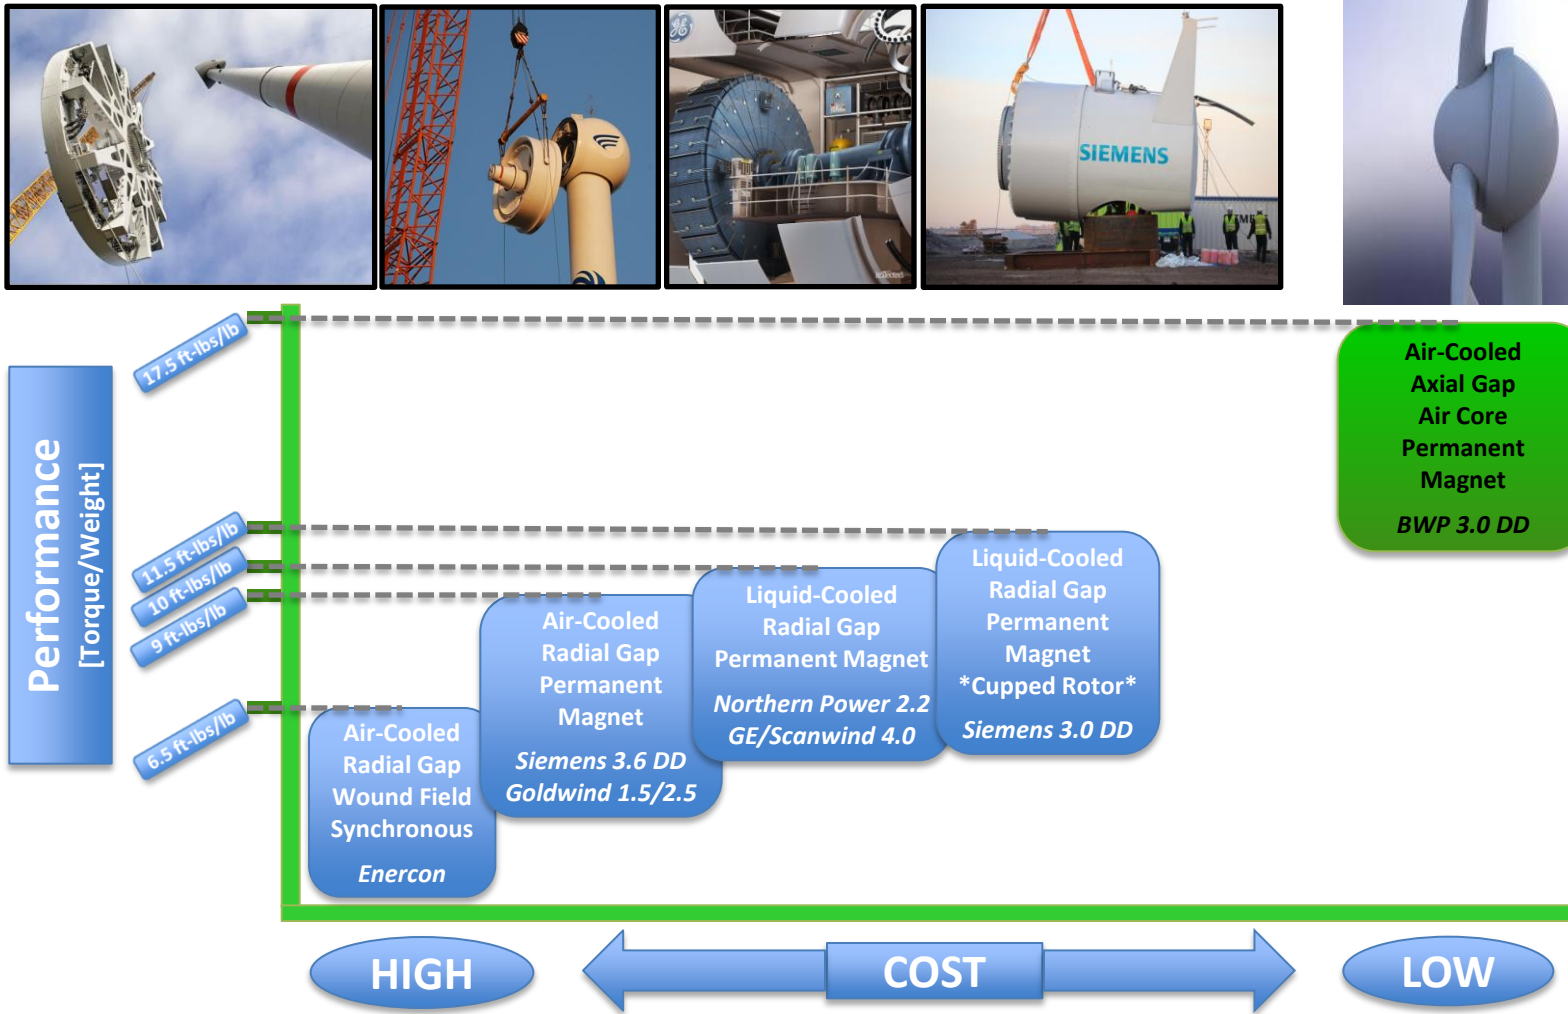 SIEMENS
17.5 ft-lbs/lb
11.5 ft-lbs/lb
10 ft-lbs/lb
9 ft-lbs/lb
6.5 ft-lbs/lb
Performance
[Torque/Weight]
Air-Cooled
Radial Gap
Wound Field
Synchronous
Enercon
Air-Cooled
Radial Gap
Permanent
Magnet
Siemens 3.6 DD
Goldwind 1.5/2.5
Liquid-Cooled
Radial Gap
Permanent Magnet
Northern Power 2.2
GE/Scanwind 4.0
Liquid-Cooled
Radial Gap
Permanent
Magnet
*Cupped Rotor*
Siemens 3.0 DD
Air-Cooled
Axial Gap
Air Core
Permanent
Magnet
BWP 3.0 DD
HIGH
COST
LOW